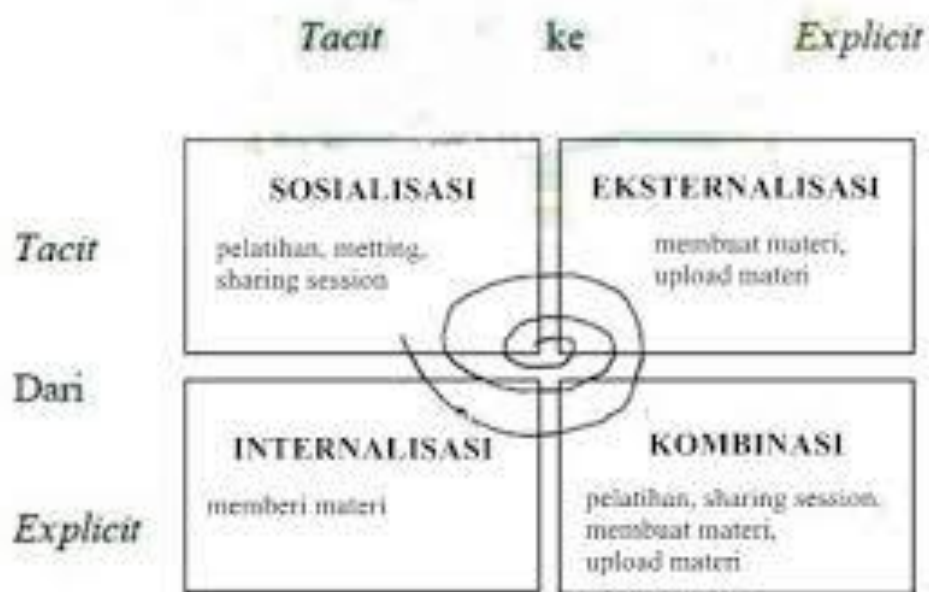 Tacit ke Explicit
SOSIALISASI
pelatihan, metting,
sharing session
EKSTERNALISASI
membuat materi,
upload materi
Tacit
Dari
INTERNALISASI
memberi materi
KOMBINASI
pelatihan, sharing session,
membuat materi,
upload materi
Explicit